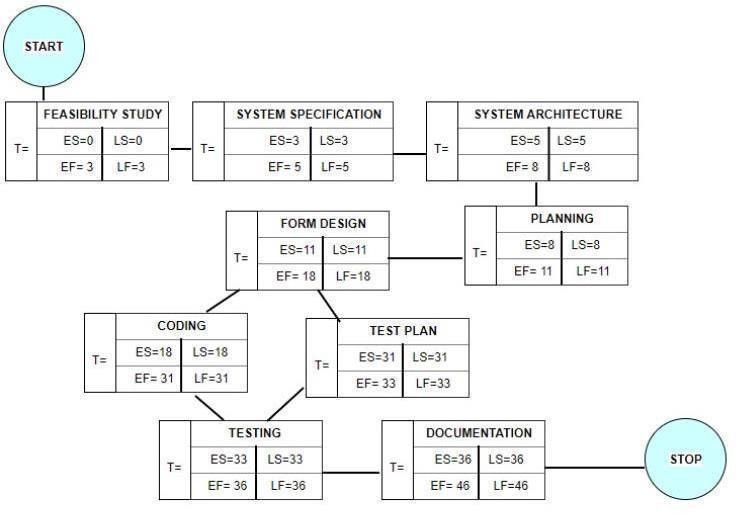 START
FEASIBILITY STUDY
T=
ES=0 LS=0
EF= 3 LF=3
SYSTEM SPECIFICATION
T=
ES=3 LS=3
EF= 5 LF=5
SYSTEM ARCHITECTURE
T=
ES=5 LS=5
EF= 8 LF=8
PLANNING
T=
ES=8 LS=8
EF= 11 LF=11
FORM DESIGN
T=
ES=11 LS=11
EF= 18 LF=18
CODING
T=
ES=18 LS=18
EF= 31 LF=31
TEST PLAN
T=
ES=31 LS=31
EF= 33 LF=33
TESTING
T=
ES=33 LS=33
EF= 36 LF=36
DOCUMENTATION
T=
ES=36 LS=36
EF= 46 LF=46
STOP